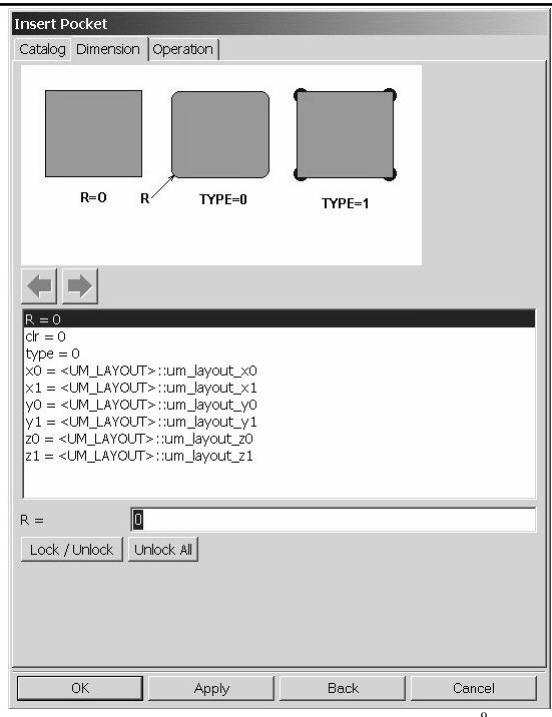 Insert Pocket
Catalog Dimension Operation
R=0 R TYPE=0 TYPE=1
R = 0
clr = 0
type = 0
x0 = <UM_LAYOUT>::um_layout_x0
x1 = <UM_LAYOUT>::um_layout_x1
y0 = <UM_LAYOUT>::um_layout_y0
y1 = <UM_LAYOUT>::um_layout_y1
z0 = <UM_LAYOUT>::um_layout_z0
z1 = <UM_LAYOUT>::um_layout_z1
R = 0
Lock / Unlock Unlock All
OK Apply Back Cancel